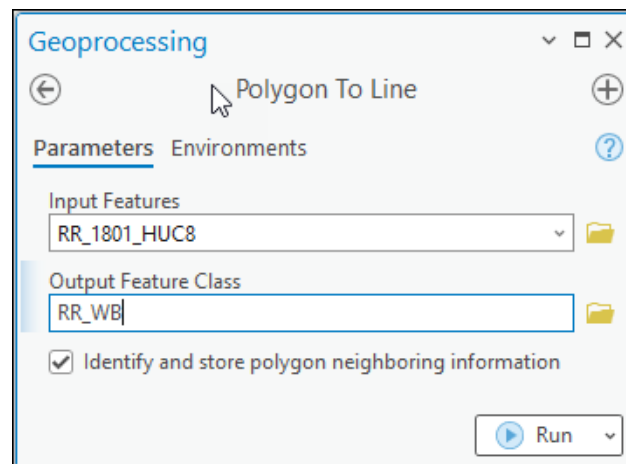 Geoprocessing
Polygon To Line
Parameters Environments
Input Features
RR_1801_HUC8
Output Feature Class
RR_WB
Identify and store polygon neighboring information
Run